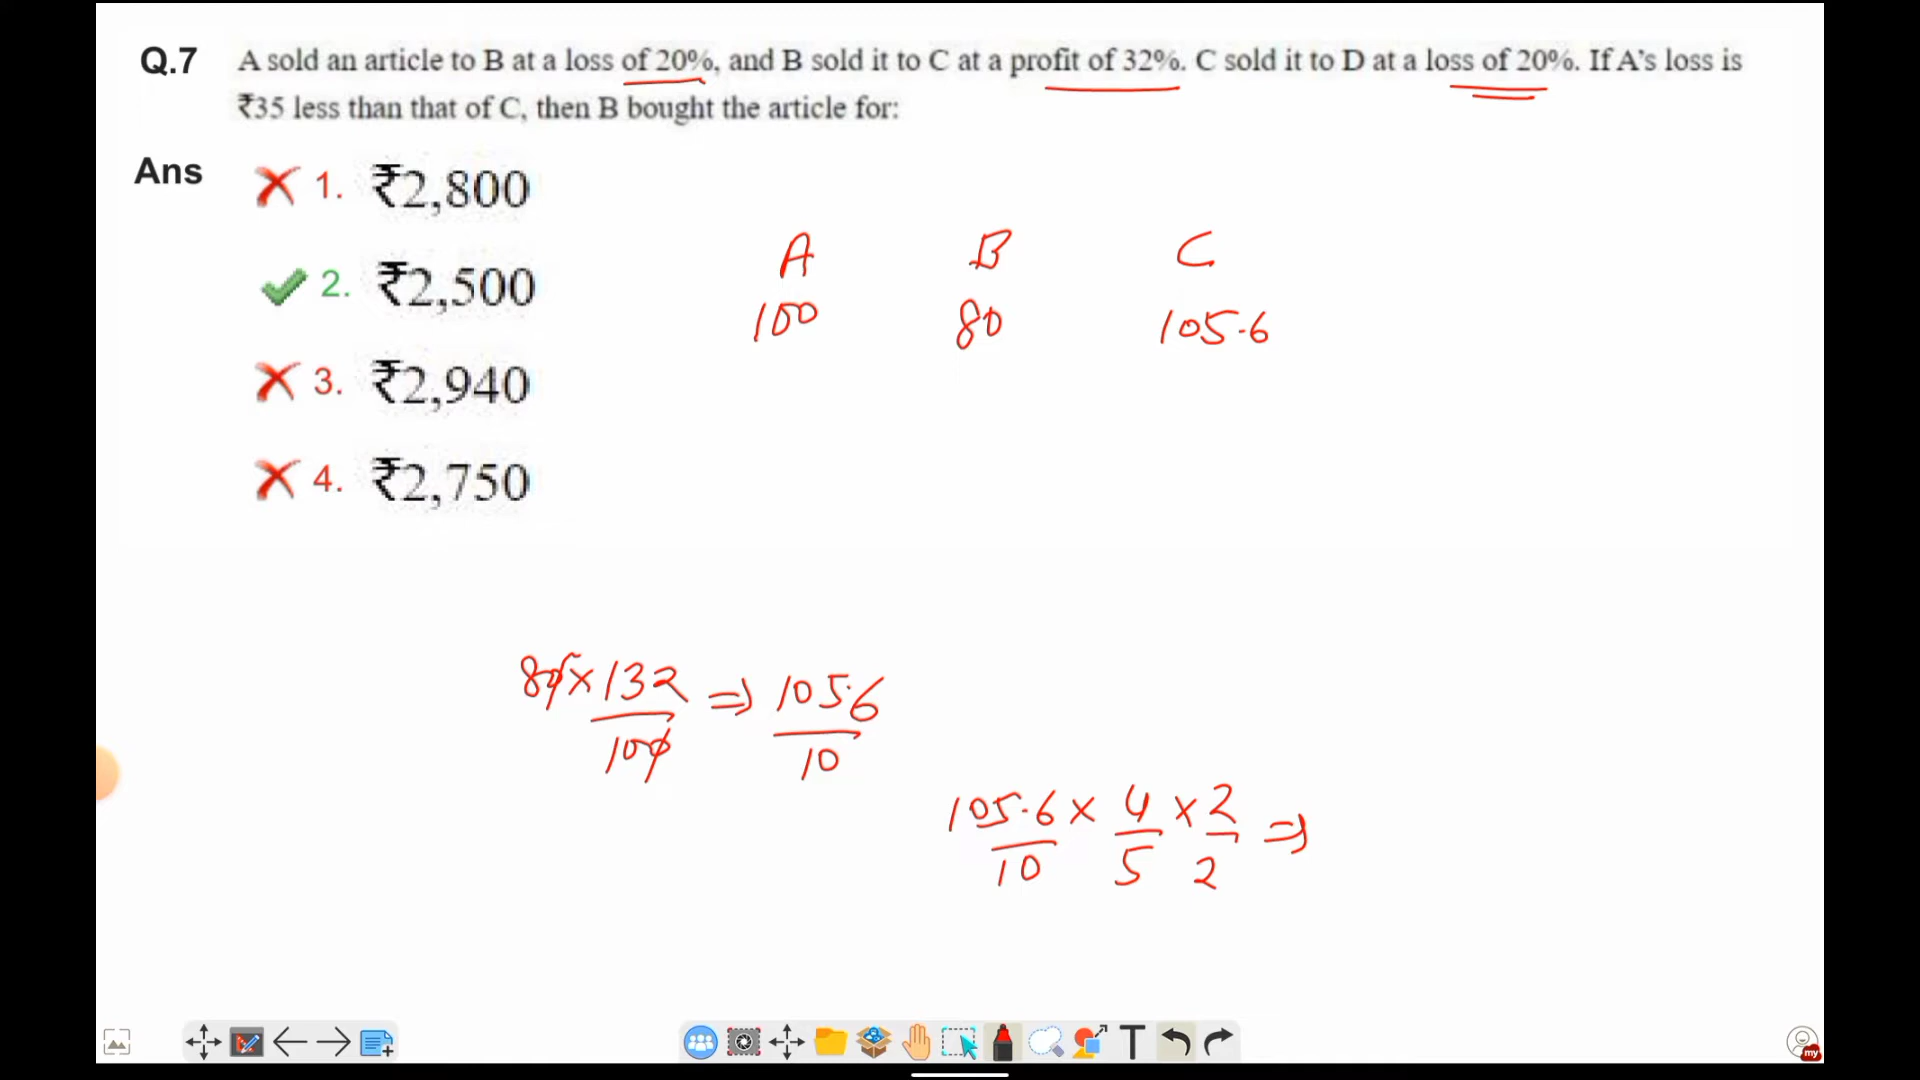 Q.7 A sold an article to B at a loss of 20%, and B sold it to C at a profit of 32%. C sold it to D at a loss of 20%. If A's loss is
₹35 less than that of C, then B bought the article for:
Ans
1. ₹2,800
2. ₹2,500
3. ₹2,940
4. ₹2,750
A B C
100 80 105.6
80 × 132 / 100 ⇒ 105.6 / 10
105.6 / 10 × 4 / 5 × 2 / 2 ⇒
T
my